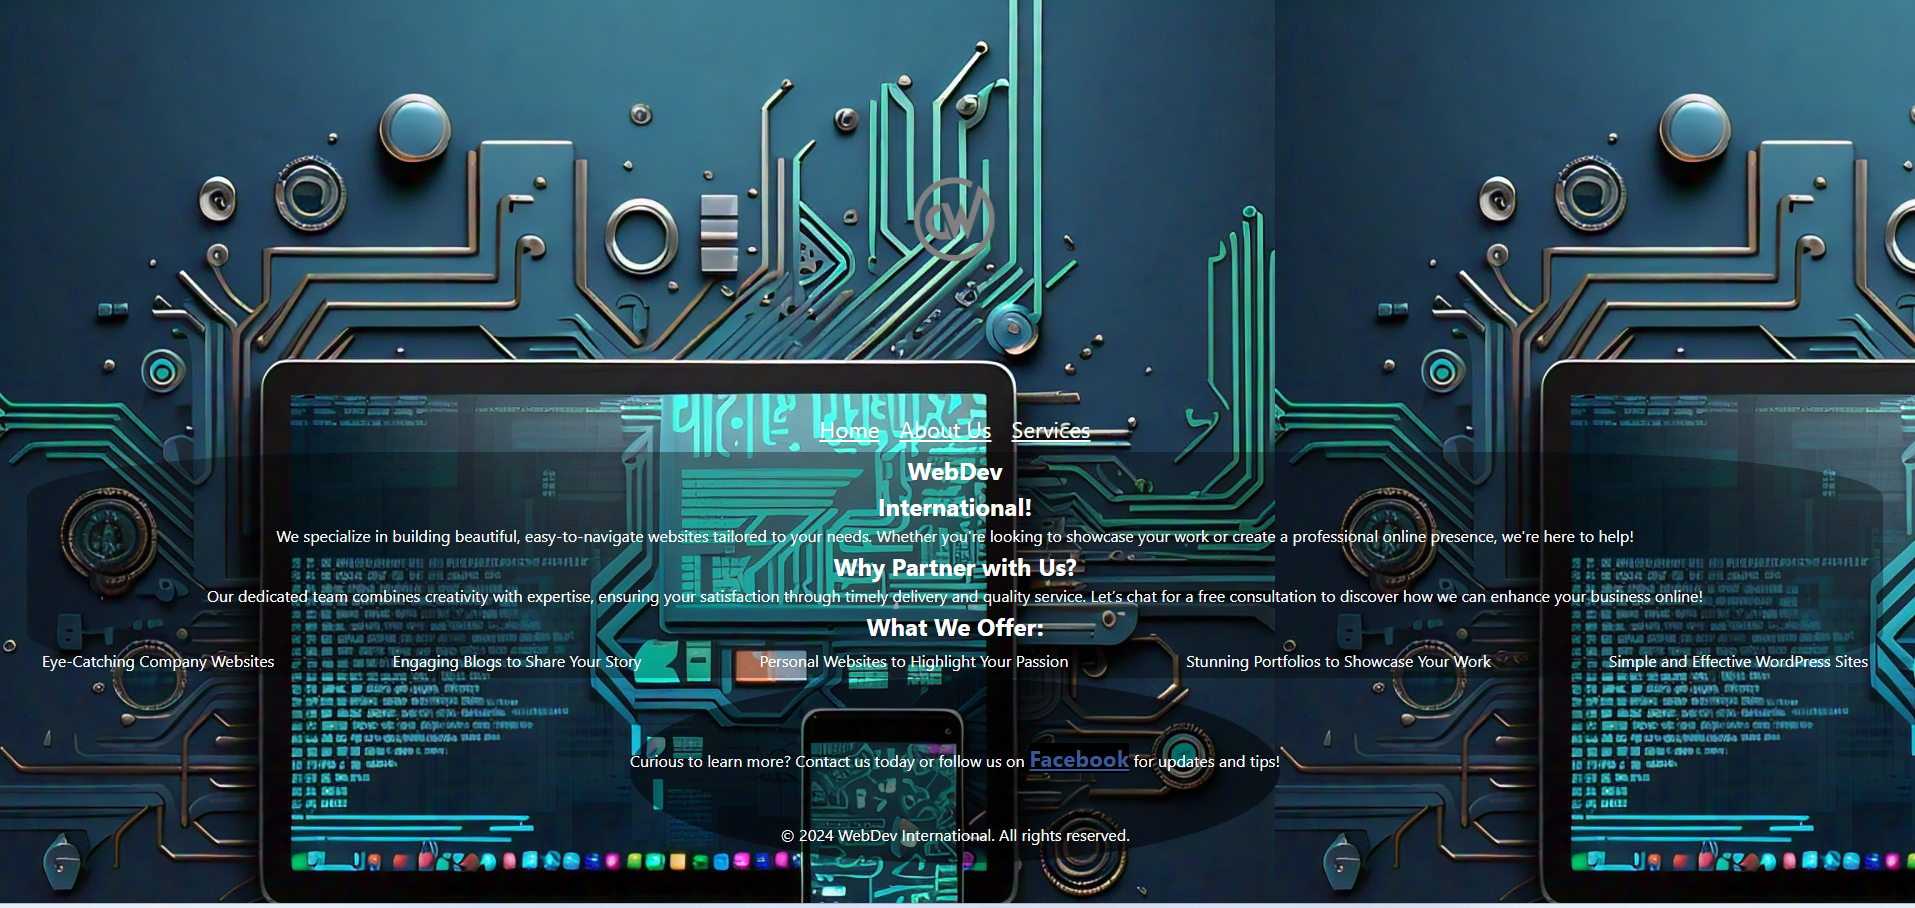 CW
Home About Us Services
WebDev
International!
We specialize in building beautiful, easy-to-navigate websites tailored to your needs. Whether you're looking to showcase your work or create a professional online presence, we're here to help!
Why Partner with Us?
Our dedicated team combines creativity with expertise, ensuring your satisfaction through timely delivery and quality service. Let’s chat for a free consultation to discover how we can enhance your business online!
What We Offer:
Eye-Catching Company Websites Engaging Blogs to Share Your Story Personal Websites to Highlight Your Passion Stunning Portfolios to Showcase Your Work Simple and Effective WordPress Sites
Curious to learn more? Contact us today or follow us on Facebook for updates and tips!
© 2024 WebDev International. All rights reserved.